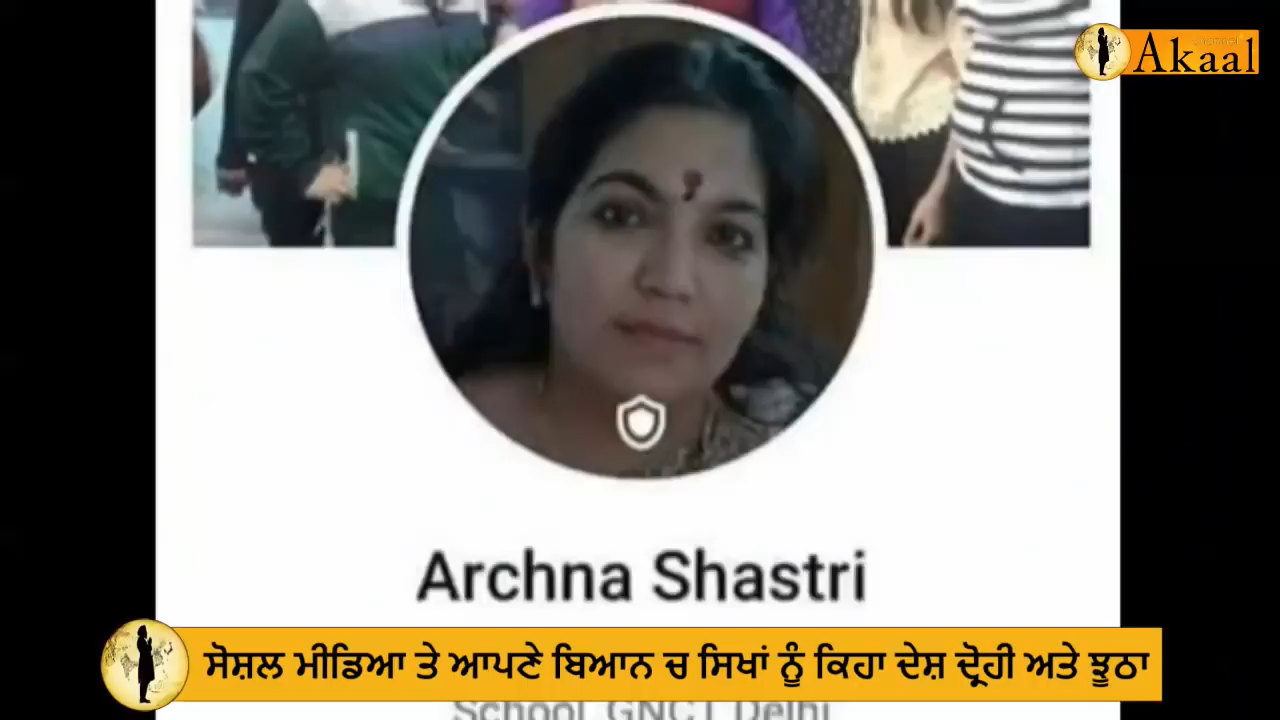 Akaal
Archna Shastri
ਸੋਸ਼ਲ ਮੀਡਿਆ ਤੇ ਆਪਣੇ ਬਿਆਨ ਚ ਸਿਖਾਂ ਨੂੰ ਕਿਹਾ ਦੇਸ਼ ਦ੍ਰੋਹੀ ਅਤੇ ਝੂਠਾ
School, GNCT Delhi